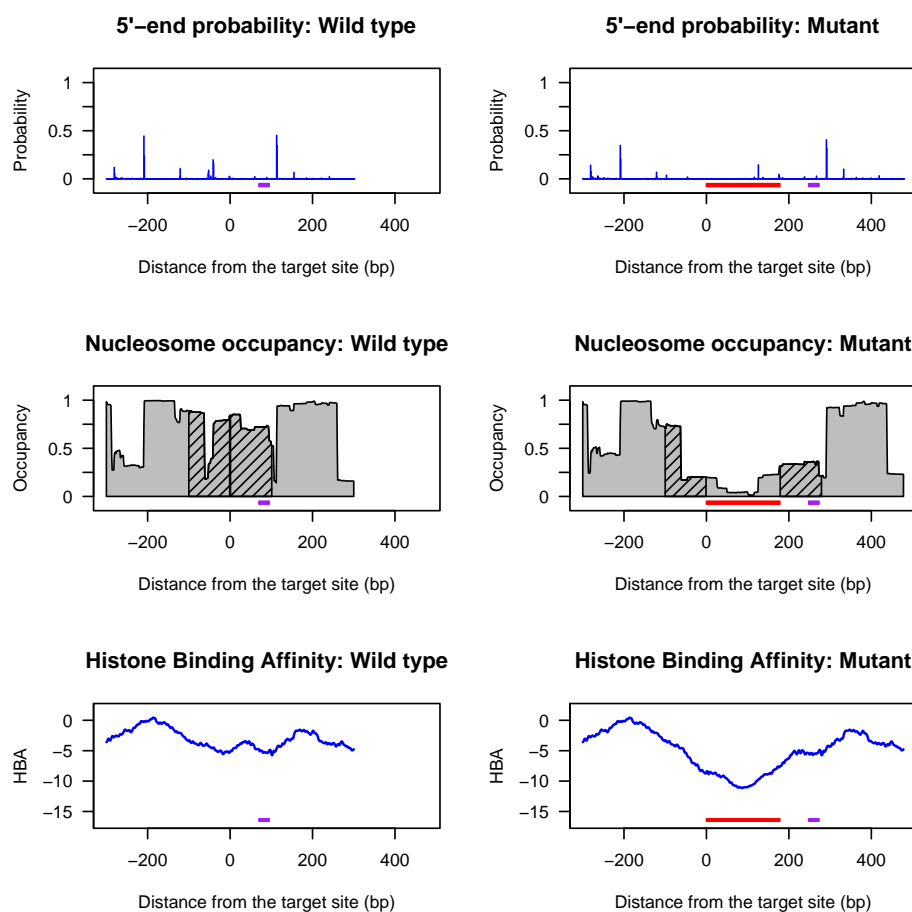 5'−end probability: Wild type
Probability
1
0.5
0
−200 0 200 400
Distance from the target site (bp)
5'−end probability: Mutant
Probability
1
0.5
0
−200 0 200 400
Distance from the target site (bp)
Nucleosome occupancy: Wild type
Occupancy
1
0.5
0
−200 0 200 400
Distance from the target site (bp)
Nucleosome occupancy: Mutant
Occupancy
1
0.5
0
−200 0 200 400
Distance from the target site (bp)
Histone Binding Affinity: Wild type
HBA
0
−5
−10
−15
−200 0 200 400
Distance from the target site (bp)
Histone Binding Affinity: Mutant
HBA
0
−5
−10
−15
−200 0 200 400
Distance from the target site (bp)